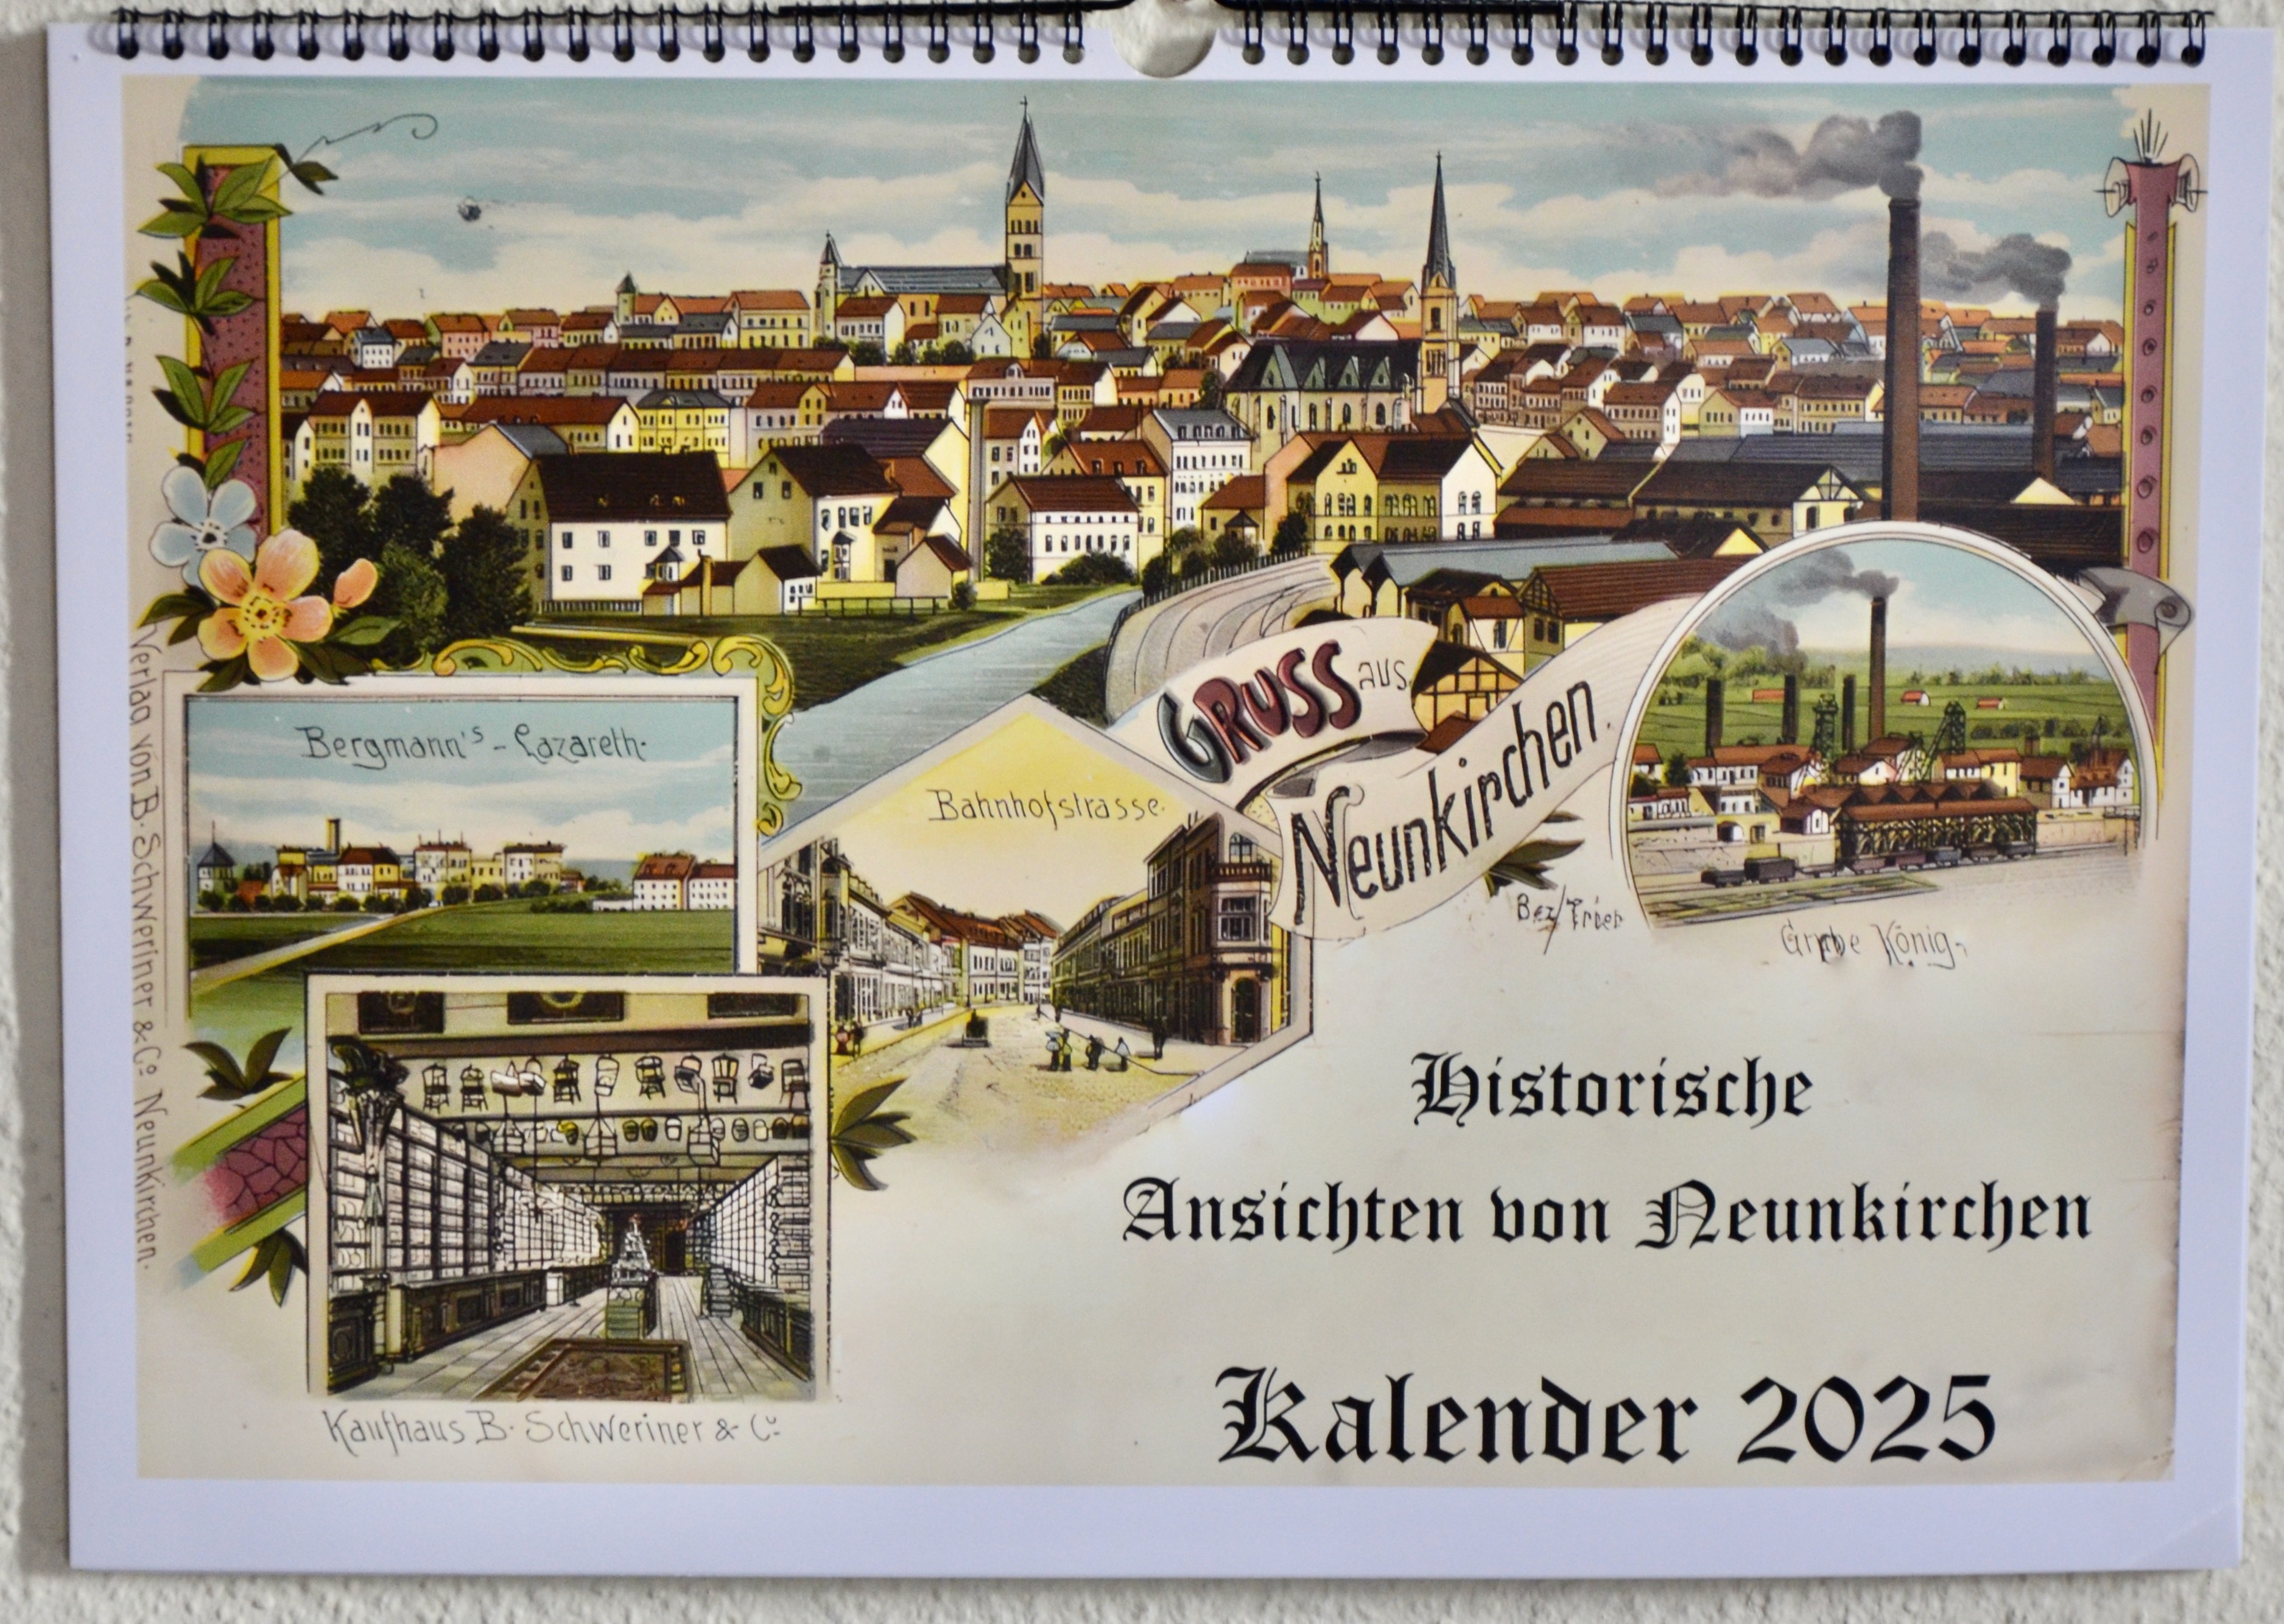 GRUSS aus
Neunkirchen.
Bez/Trier
Bergmann's - Lazareth.
Bahnhofstrasse.
Grube König.
Kaufhaus B. Schweriner & Co.
Verlag von B. Schweriner & Co. Neunkirchen.
Historische
Ansichten von Neunkirchen
Kalender 2025